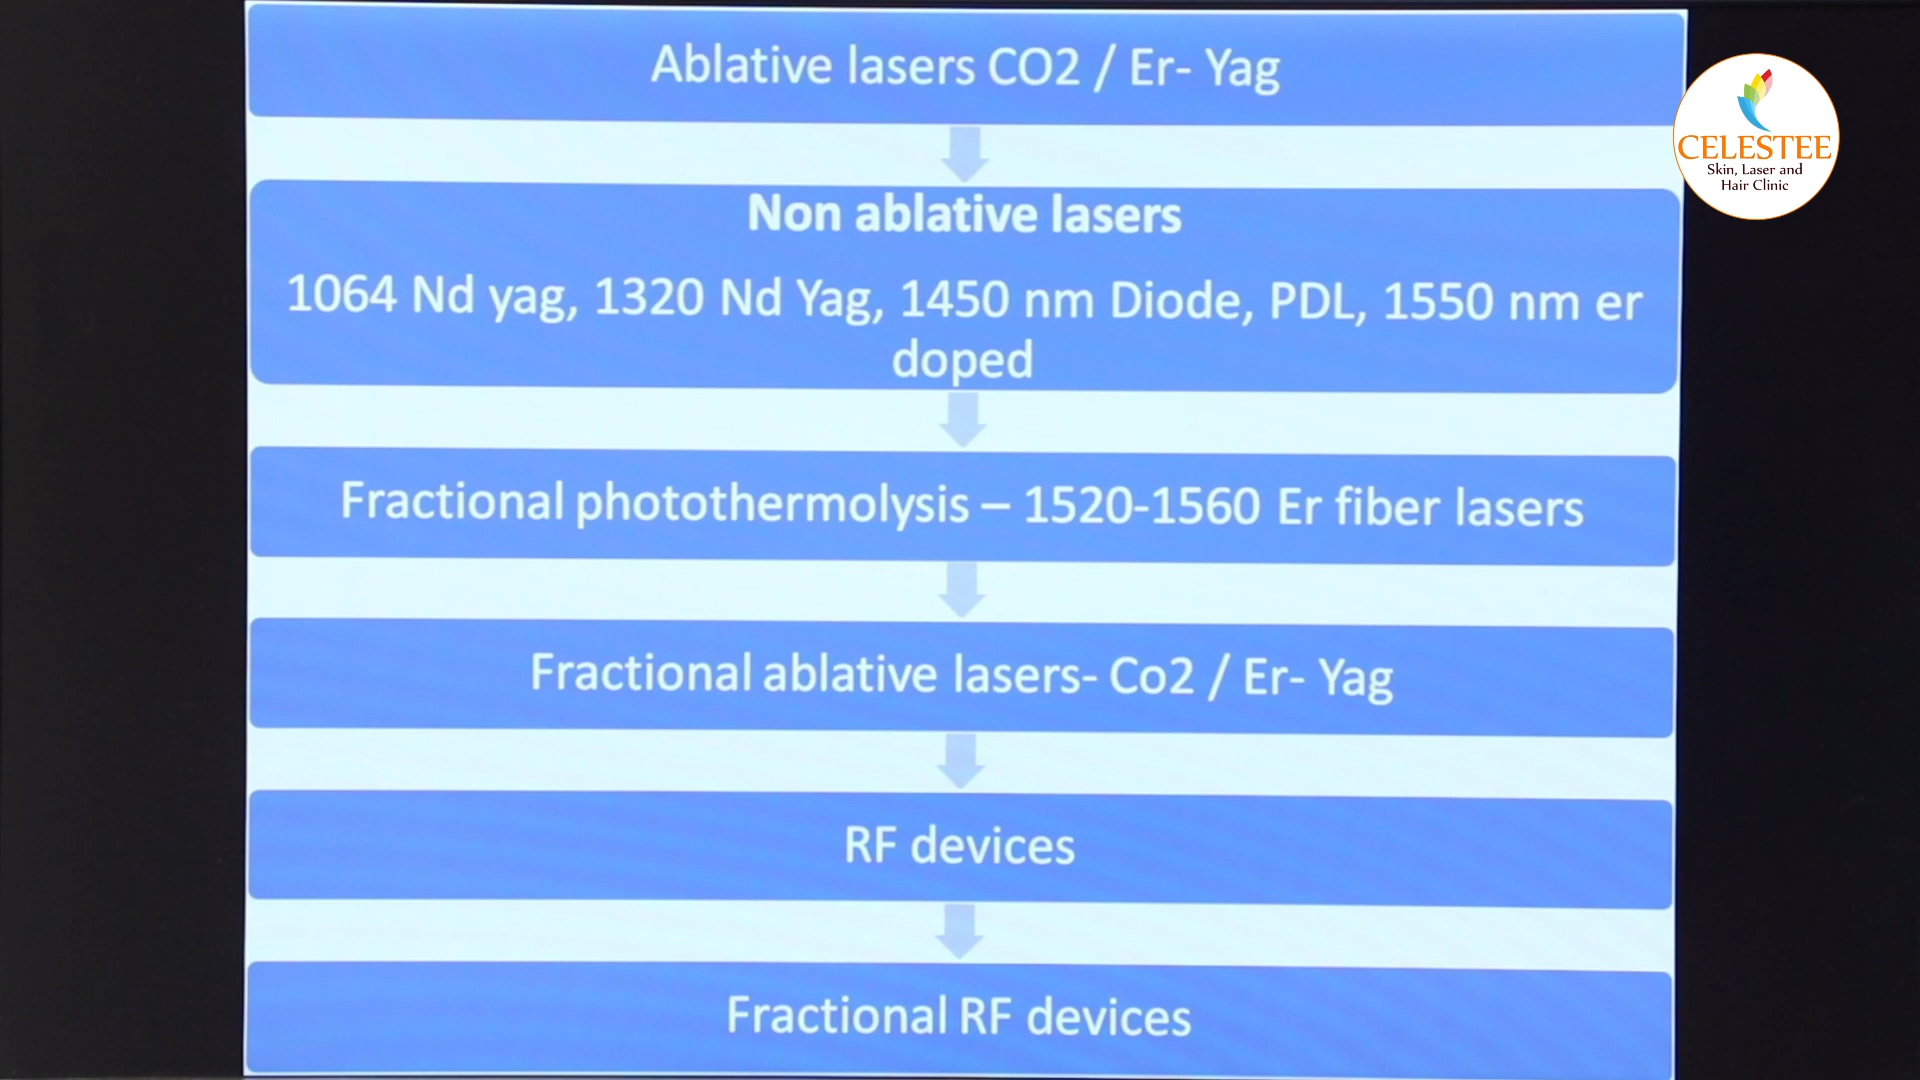 Ablative lasers CO2 / Er- Yag
CELESTEE
Skin, Laser and
Hair Clinic
Non ablative lasers
1064 Nd yag, 1320 Nd Yag, 1450 nm Diode, PDL, 1550 nm er
doped
Fractional photothermolysis – 1520-1560 Er fiber lasers
Fractional ablative lasers- Co2 / Er- Yag
RF devices
Fractional RF devices